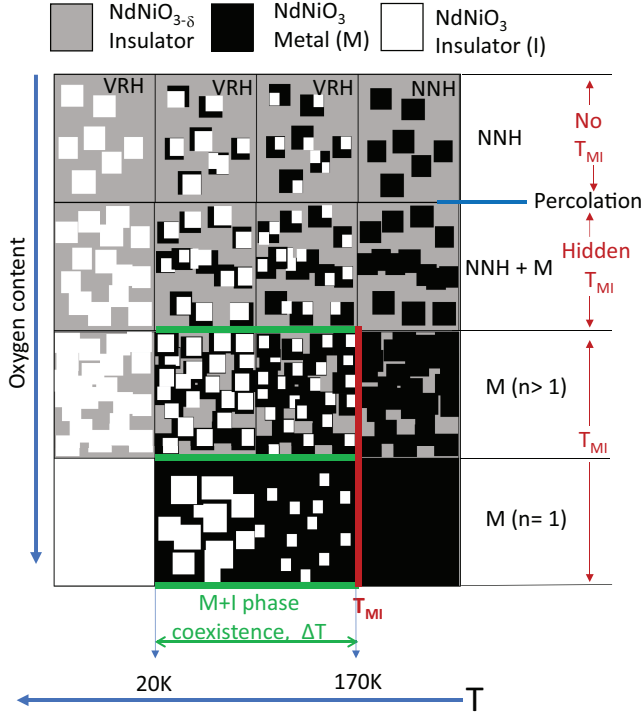 NdNiO3-δ
Insulator
NdNiO3
Metal (M)
NdNiO3
Insulator (I)
Oxygen content
VRH
VRH
VRH
NNH
NNH
No
TMI
Percolation
NNH + M
Hidden
TMI
M (n> 1)
TMI
M (n= 1)
M+I phase
coexistence, ΔT
TMI
20K
170K
T